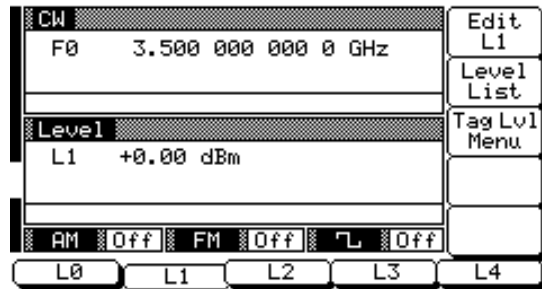 CW
F0 3.500 000 000 0 GHz
Level
L1 +0.00 dBm
AM Off FM Off Off
Edit
L1
Level
List
Tag Lvl
Menu
L0 L1 L2 L3 L4